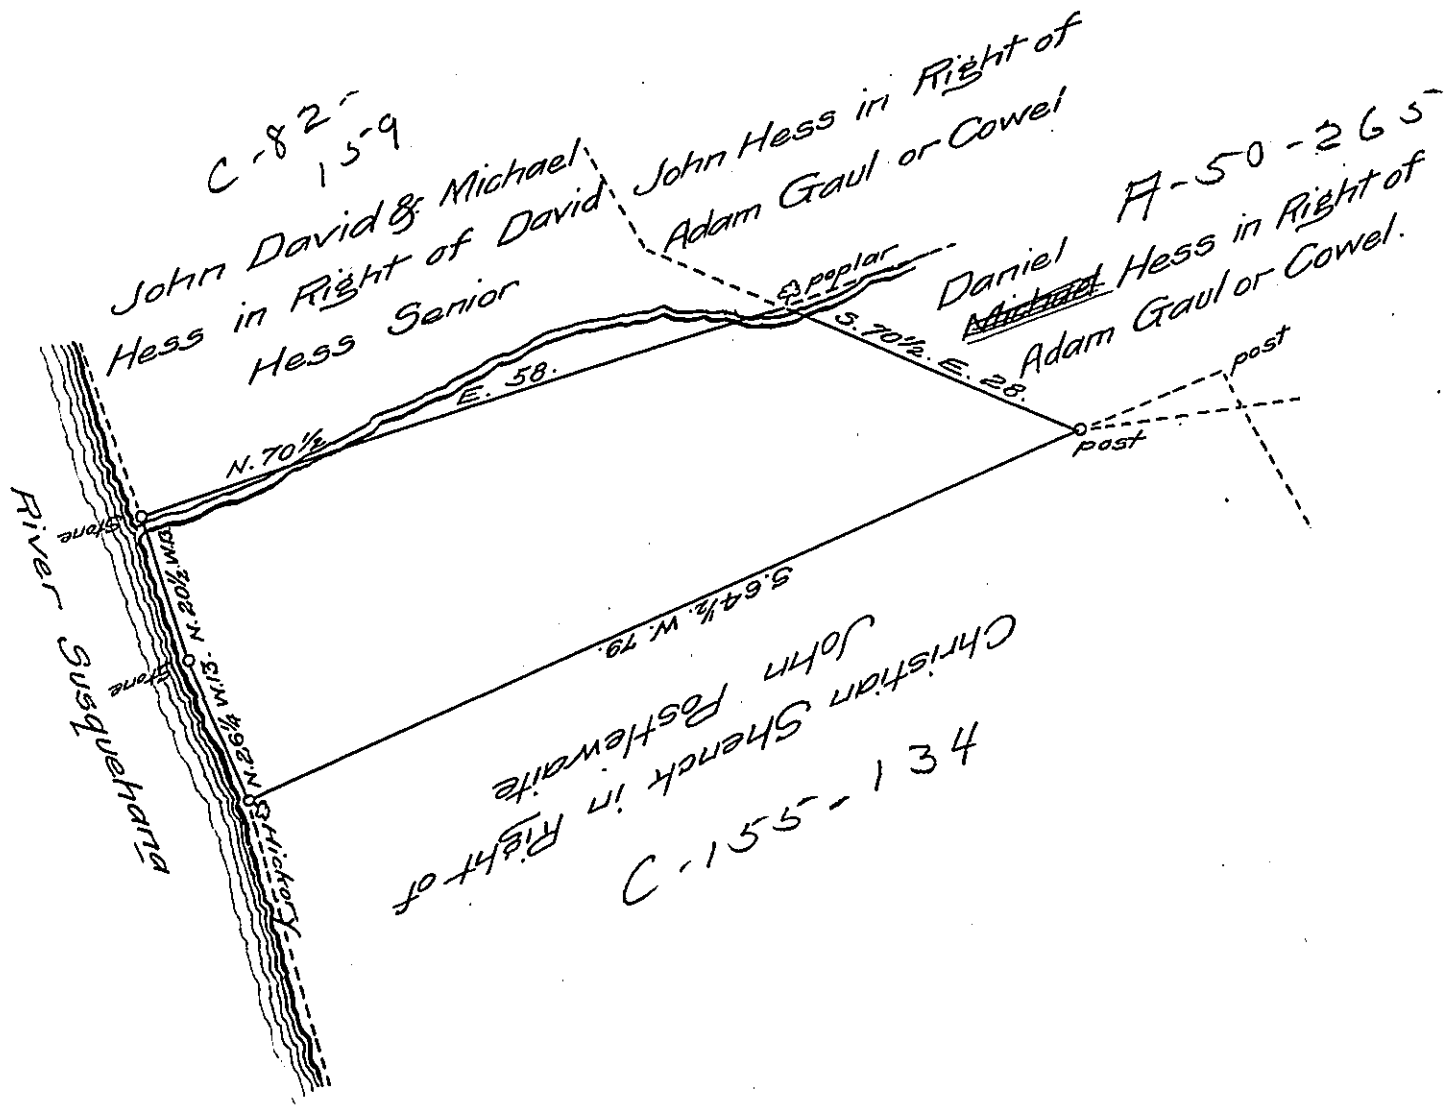 C-82-
159
John David & Michael
Hess in Right of David
Hess Senior
John Hess in Right of
Adam Gaul or Cowel
A-50-265
Daniel
Michael Hess in Right of
Adam Gaul or Cowel.
poplar
S. 70½. E. 28.
post
post
N. 70½ E. 58.
Stone
N. 20½ W. 13.
Stone
N. 26¼ W. 13.
Hickory
River Susquehana
S. 64½. W. 79.
Christian Shenck in Right of
John Postlewaite
C-155-134